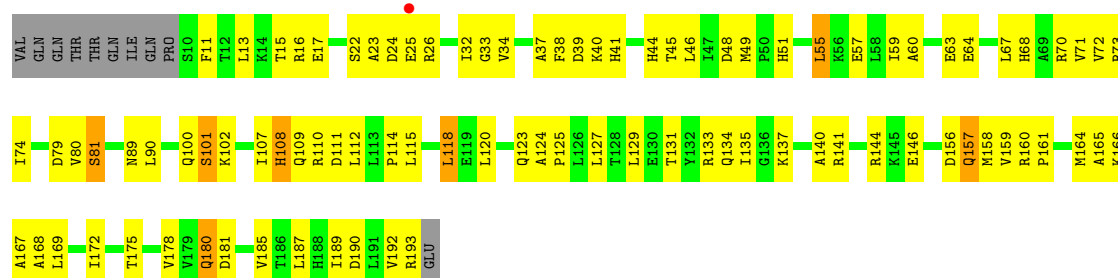 VAL GLN GLN THR THR GLN ILE GLN PRO S10 F11 T12 L13 K14 T15 R16 E17 S22 A23 D24 E25 R26 I32 G33 V34 A37 F38 D39 K40 H41 H44 T45 L46 I47 D48 M49 P50 H51 L55 K56 E57 L58 I59 A60 E63 E64 L67 H68 A69 R70 V71 V72 R73
I74 D79 V80 S81 N89 L90 Q100 S101 K102 I107 H108 Q109 R110 D111 L112 L113 P114 L115 L118 E119 L120 Q123 A124 P125 L126 L127 T128 L129 E130 T131 Y132 R133 Q134 I135 G136 K137 A140 R141 R144 K145 E146 D156 Q157 M158 V159 R160 P161 M164 A165 K166
A167 A168 L169 I172 T175 V178 V179 Q180 D181 V185 T186 L187 H188 I189 D190 L191 V192 R193 GLU